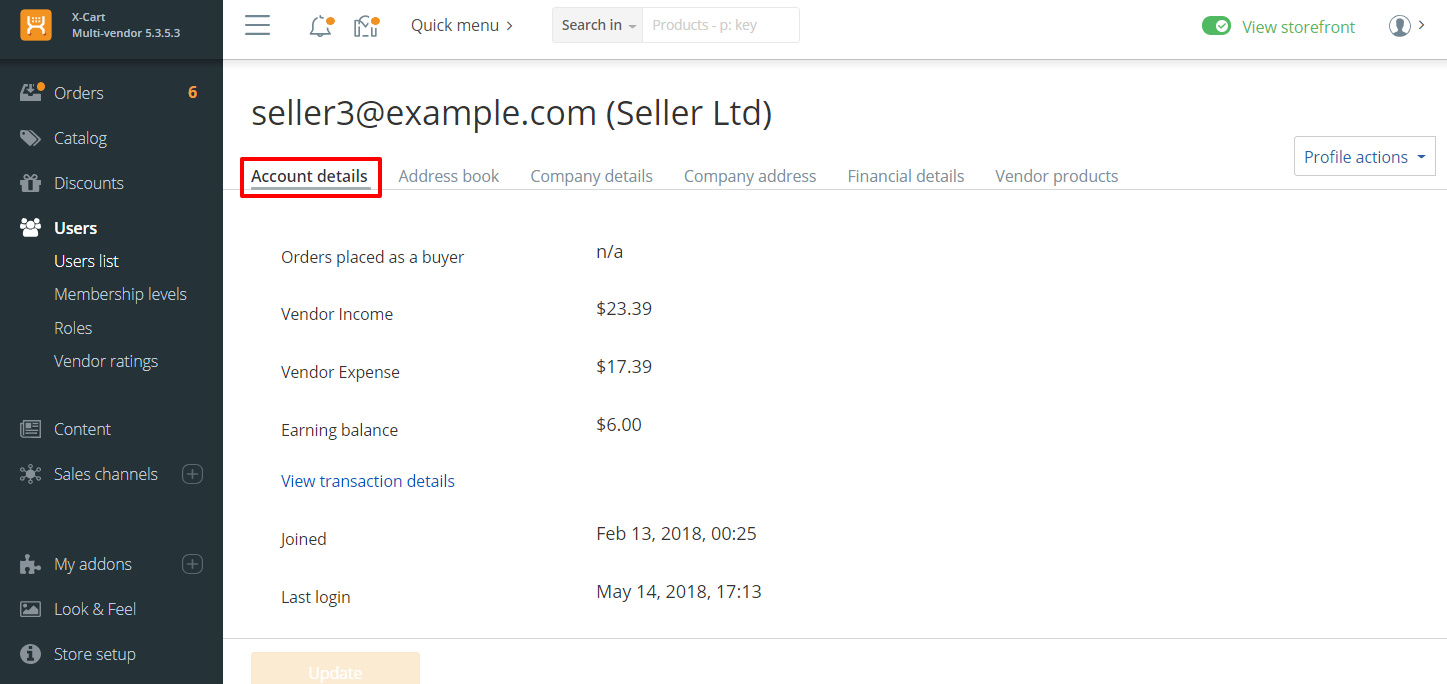 X-Cart
Multi-vendor 5.3.5.3
Quick menu
Search in
Products - p: key
View storefront
Orders 6
Catalog
Discounts
Users
Users list
Membership levels
Roles
Vendor ratings
Content
Sales channels
My addons
Look & Feel
Store setup
seller3@example.com (Seller Ltd)
Profile actions
Account details Address book Company details Company address Financial details Vendor products
Orders placed as a buyer n/a
Vendor Income $23.39
Vendor Expense $17.39
Earning balance $6.00
View transaction details
Joined Feb 13, 2018, 00:25
Last login May 14, 2018, 17:13
Update